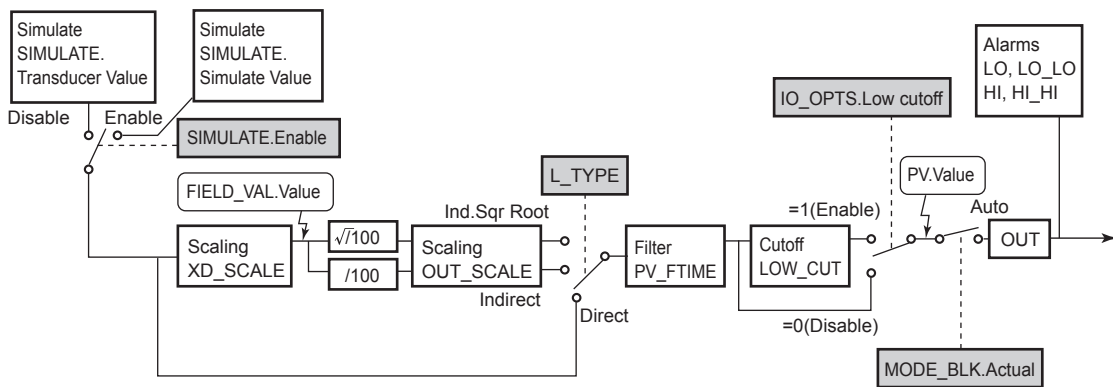 Simulate
SIMULATE.
Transducer Value
Simulate
SIMULATE.
Simulate Value
Alarms
LO, LO_LO
HI, HI_HI
IO_OPTS.Low cutoff
Disable
Enable
SIMULATE.Enable
L_TYPE
FIELD_VAL.Value
PV.Value
Ind.Sqr Root
=1(Enable)
Auto
Scaling
XD_SCALE
√/100
/100
Scaling
OUT_SCALE
Filter
PV_FTIME
Cutoff
LOW_CUT
OUT
Indirect
Direct
=0(Disable)
MODE_BLK.Actual